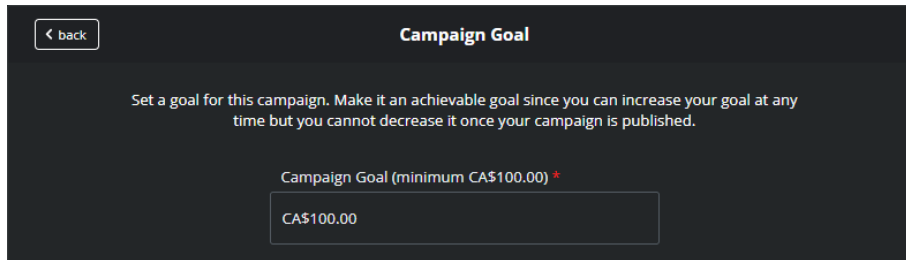 back
Campaign Goal
Set a goal for this campaign. Make it an achievable goal since you can increase your goal at any
time but you cannot decrease it once your campaign is published.
Campaign Goal (minimum CA$100.00) *
CA$100.00